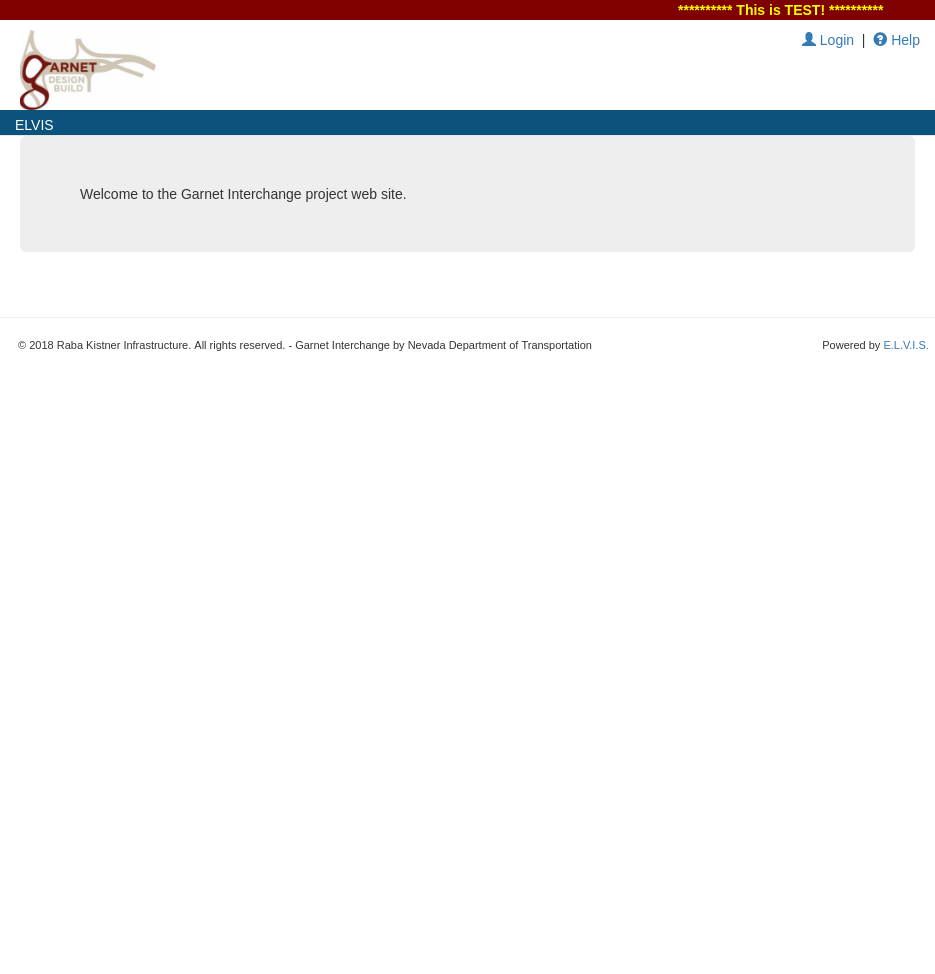 ********** This is TEST! **********
Login | Help
gARNET
DESIGN
BUILD
ELVIS
Welcome to the Garnet Interchange project web site.
© 2018 Raba Kistner Infrastructure. All rights reserved. - Garnet Interchange by Nevada Department of Transportation
Powered by E.L.V.I.S.